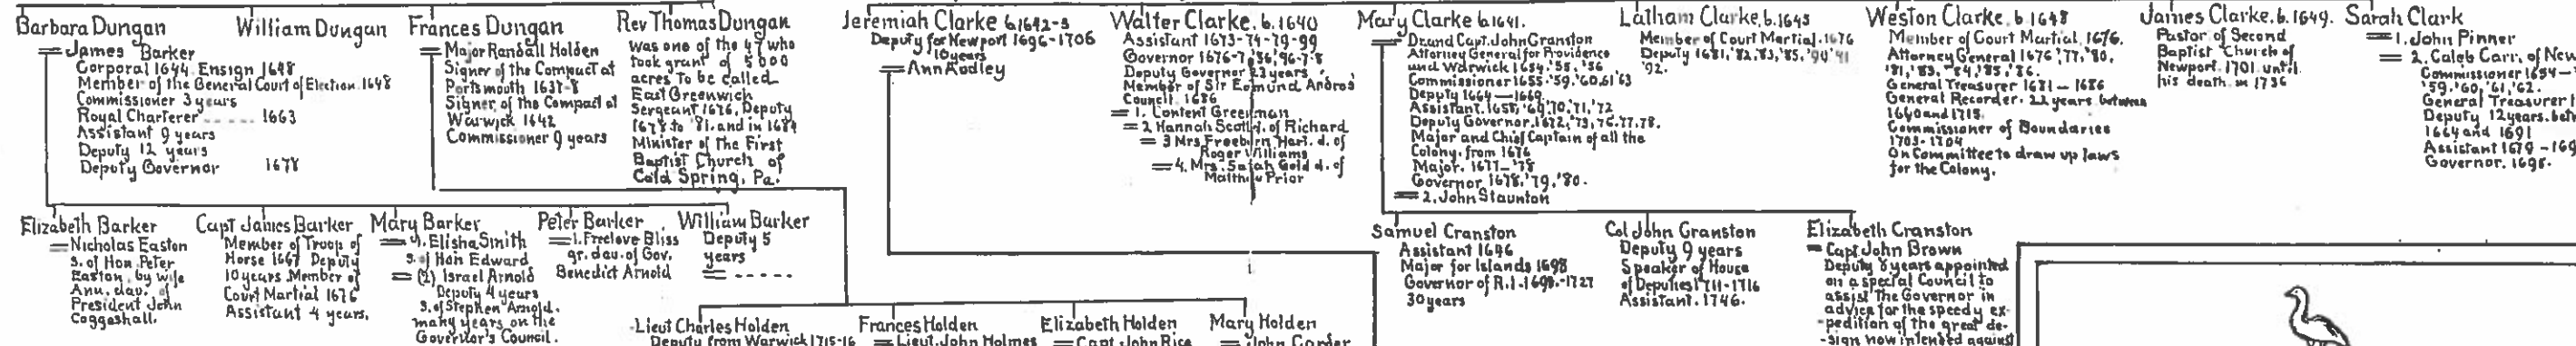 Barbara Dungan
= James Barker
Corporal 1644. Ensign 1648
Member of the General Court of Election. 1648
Commissioner 3 years
Royal Charterer ----- 1663
Assistant 9 years
Deputy 12 years
Deputy Governor 1678
William Dungan
Frances Dungan
= Major Randall Holden
Signer of the Compact at
Portsmouth 1637-8
Signer of the Compact at
Warwick 1642
Commissioner 9 years
Rev Thomas Dungan
was one of the 47 who
took grant of 5000
acres to be called
East Greenwich
Sergeant 1676, Deputy
1678 to '81. and in 1684
Minister of the First
Baptist Church of
Cold Spring, Pa.
Jeremiah Clarke b.1642-3
Deputy for Newport 1696-1706
10 years
= Ann Audley
Walter Clarke. b. 1640
Assistant 1673-74-79-99
Governor 1676-7, 86, 96-7-8
Deputy Governor 23 years
Member of Sir Edmund Andros'
Council. 1686
= 1. Content Greenman
= 2 Hannah Scott d. of Richard
= 3 Mrs Freeborn Hart. d. of
Roger Williams
= 4. Mrs. Sarah Gold d. of
Matthew Prior
Mary Clarke b.1641.
= Dr and Capt. John Cranston
Attorney General for Providence
and Warwick 1654. '55. '56
Commissioner 1655. '59. '60. 61 '63
Deputy 1664 — 1669
Assistant. 1655, '69, '70, '71, '72
Deputy Governor. 1672, '73, '76. '77. '78.
Major and Chief Captain of all the
Colony. from 1676
Major. 1677-'78
Governor 1678, '79, '80.
= 2. John Staunton
Latham Clarke, b. 1645
Member of Court Martial. 1676
Deputy 1681, '82, '83, '85, '90 '91
'92.
Weston Clarke. b 1648
Member of Court Martial, 1676.
Attorney General 1676 '77, '80,
'81, '83, '84, '85, '86.
General Treasurer 1681 – 1686
General Recorder. 22 years between
1640 and 1715
Commissioner of Boundaries
1703-1704
On Committee to draw up laws
for the Colony.
James Clarke. b. 1649.
Pastor of Second
Baptist Church of
Newport. 1701 until
his death in 1736
Sarah Clark
= 1. John Pinner
= 2. Caleb Carr. of New
Commissioner 1654 –
'59. '60, '61, '62.
General Treasurer 1
Deputy 12 years. bet
1664 and 1691
Assistant 1679 - 169
Governor. 1695.
Elizabeth Barker
= Nicholas Easton
s. of Hon. Peter
Easton, by wife
Ann, dau. of
President John
Coggeshall.
Capt James Barker
Member of Troop of
Horse 1667 Deputy
10 years. Member of
Court Martial 1676
Assistant 4 years.
Mary Barker
= 1. Elisha Smith
s. of Hon Edward
= (2) Israel Arnold
Deputy 4 years
s. of Stephen Arnold.
many years on the
Governor's Council.
Peter Barker
= 1. Freelove Bliss
gr. dau. of Gov.
Benedict Arnold
William Barker
Deputy 5
years
= -----
Samuel Cranston
Assistant 1696
Major for Islands 1698
Governor of R.I. 1698-1727
30 years
Col John Cranston
Deputy 9 years
Speaker of House
of Deputies 1711-1716
Assistant. 1746.
Elizabeth Cranston
= Capt John Brown
Deputy 8 years appointed
on a special Council to
assist the Governor in
advice for the speedy ex-
-pedition of the great de-
-sign now intended against
Lieut Charles Holden
Deputy from Warwick 1715-16
Frances Holden
= Lieut. John Holmes
Elizabeth Holden
= Capt John Rice
Mary Holden
= John Carder